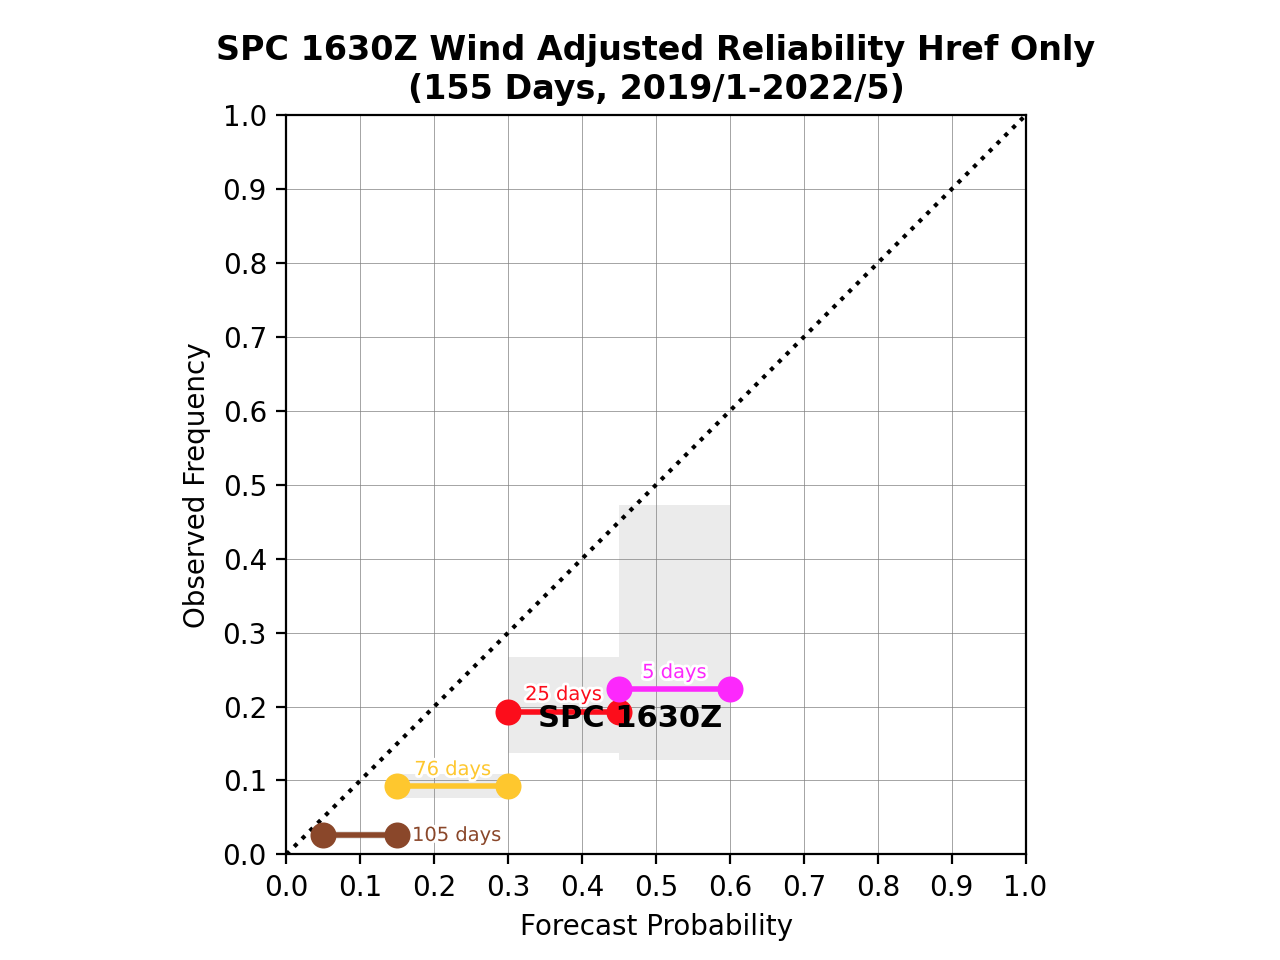 SPC 1630Z Wind Adjusted Reliability Href Only
(155 Days, 2019/1-2022/5)
1.0
0.9
0.8
0.7
0.6
0.5
0.4
0.3
0.2
0.1
0.0
Observed Frequency
5 days
25 days
SPC 1630Z
76 days
105 days
0.0 0.1 0.2 0.3 0.4 0.5 0.6 0.7 0.8 0.9 1.0
Forecast Probability